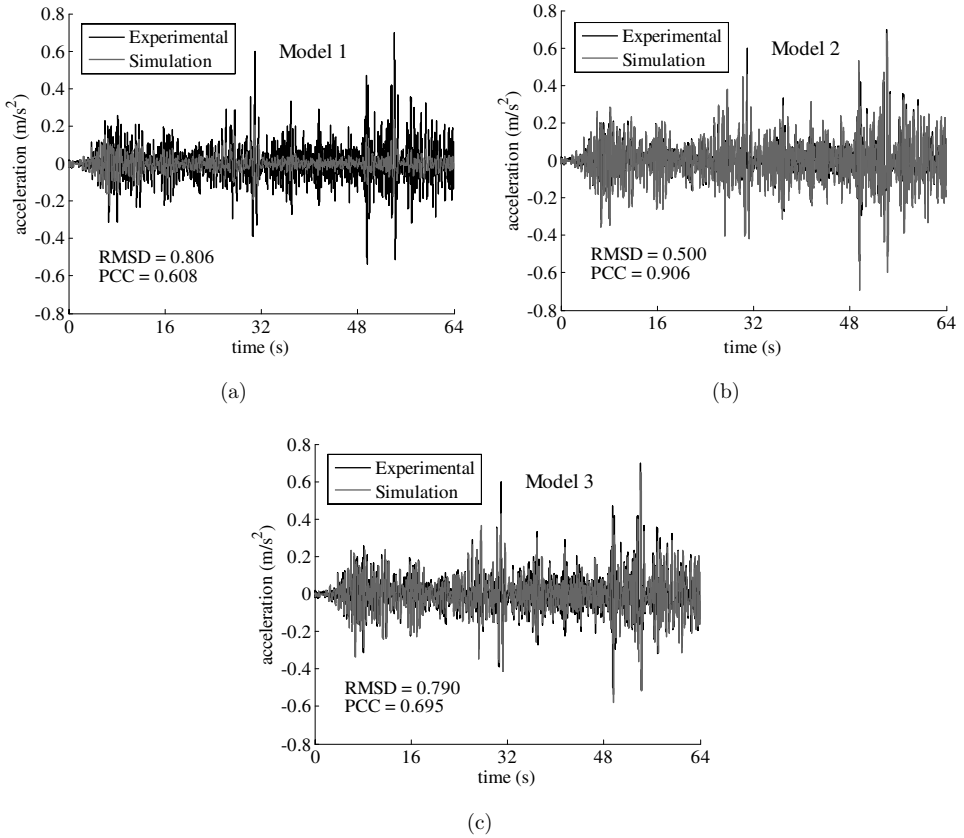 0.8
0.6
0.4
0.2
0
-0.2
-0.4
-0.6
-0.8
acceleration (m/s²)
Experimental
Simulation
Model 1
RMSD = 0.806
PCC = 0.608
0 16 32 48 64
time (s)
(a)
0.8
0.6
0.4
0.2
0
-0.2
-0.4
-0.6
-0.8
acceleration (m/s²)
Experimental
Simulation
Model 2
RMSD = 0.500
PCC = 0.906
0 16 32 48 64
time (s)
(b)
0.8
0.6
0.4
0.2
0
-0.2
-0.4
-0.6
-0.8
acceleration (m/s²)
Experimental
Simulation
Model 3
RMSD = 0.790
PCC = 0.695
0 16 32 48 64
time (s)
(c)